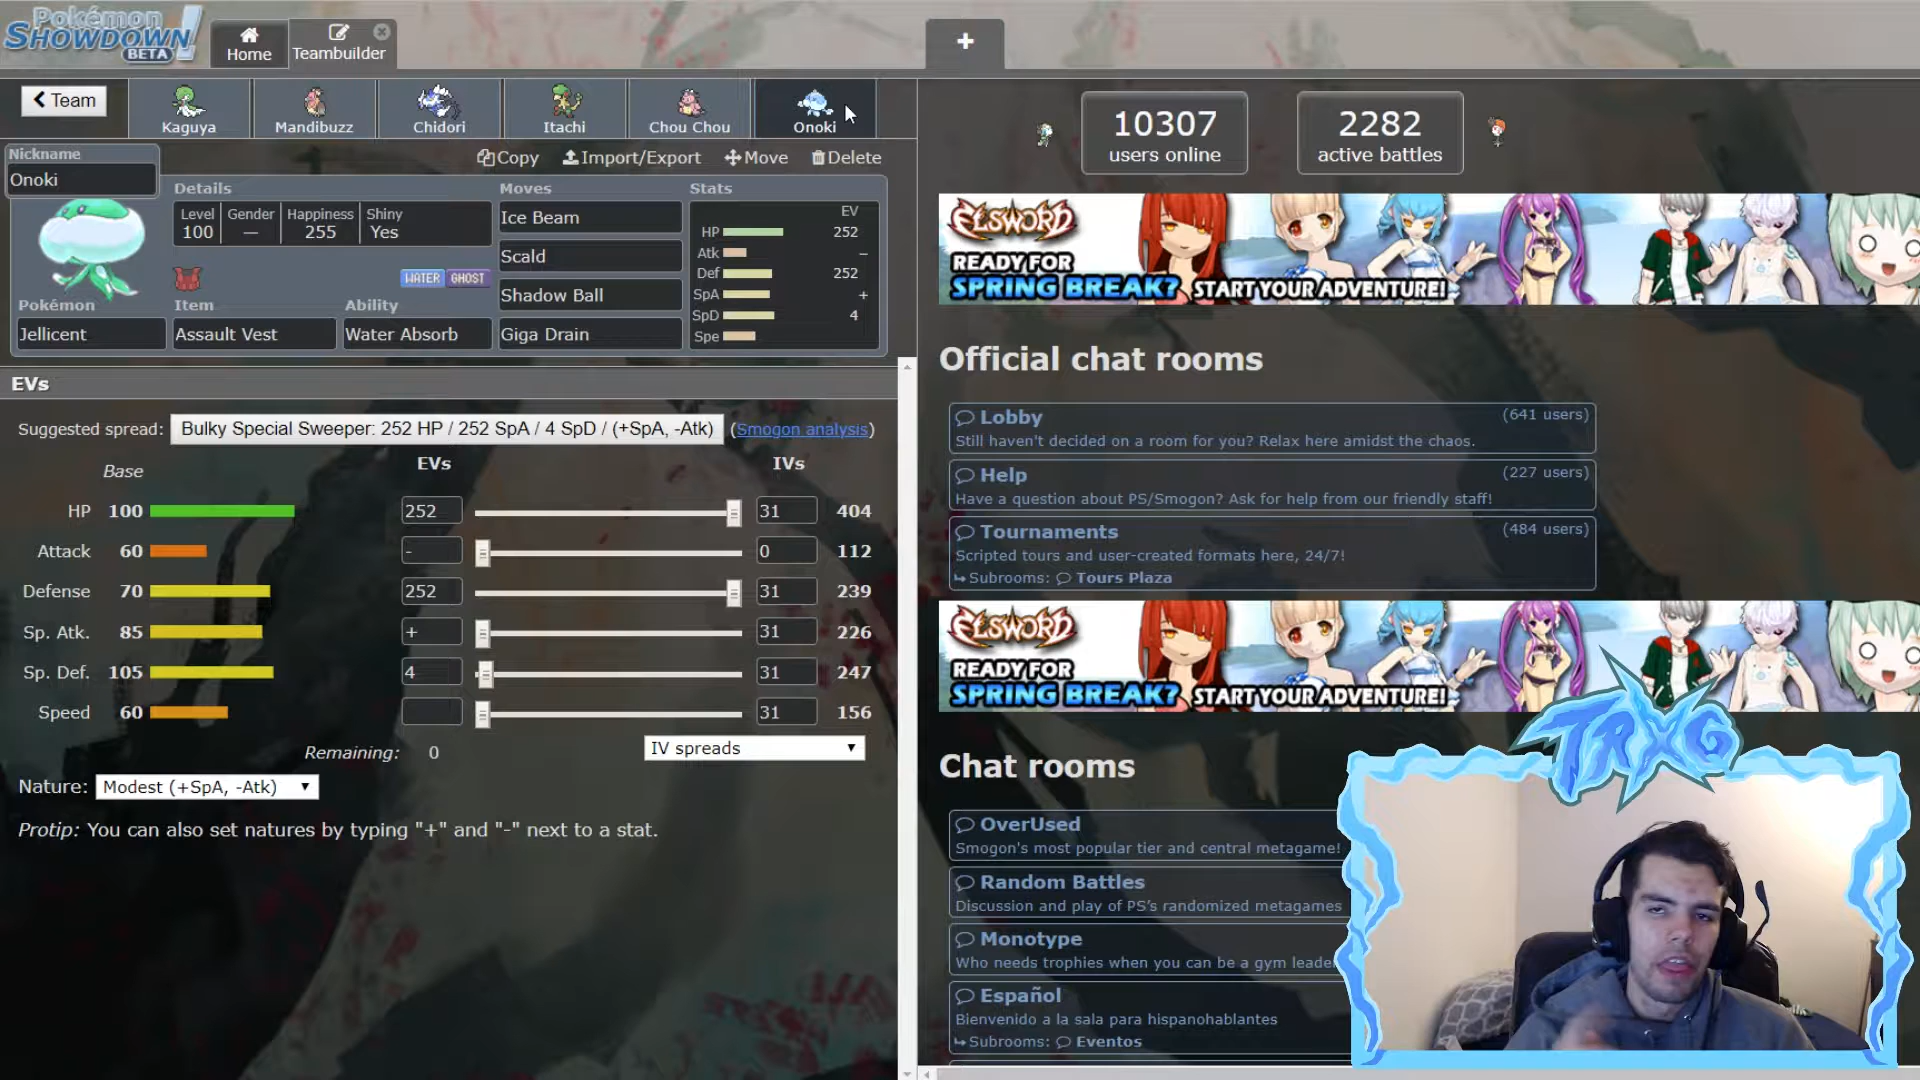 Pokémon
SHOWDOWN!
BETA
Home
Teambuilder
+
Team
Kaguya
Mandibuzz
Chidori
Itachi
Chou Chou
Onoki
Nickname
Onoki
Copy
Import/Export
Move
Delete
Details
Level
100
Gender
—
Happiness
255
Shiny
Yes
WATER
GHOST
Pokémon
Jellicent
Item
Assault Vest
Ability
Water Absorb
Moves
Ice Beam
Scald
Shadow Ball
Giga Drain
Stats
EV
HP 252
Atk –
Def 252
SpA +
SpD 4
Spe
EVs
Suggested spread: Bulky Special Sweeper: 252 HP / 252 SpA / 4 SpD / (+SpA, -Atk) (Smogon analysis)
Base EVs IVs
HP 100 252 31 404
Attack 60 - 0 112
Defense 70 252 31 239
Sp. Atk. 85 + 31 226
Sp. Def. 105 4 31 247
Speed 60 31 156
Remaining: 0
IV spreads
Nature: Modest (+SpA, -Atk)
Protip: You can also set natures by typing "+" and "-" next to a stat.
10307
users online
2282
active battles
ELSWORD
READY FOR
SPRING BREAK? START YOUR ADVENTURE!
Official chat rooms
Lobby (641 users)
Still haven't decided on a room for you? Relax here amidst the chaos.
Help (227 users)
Have a question about PS/Smogon? Ask for help from our friendly staff!
Tournaments (484 users)
Scripted tours and user-created formats here, 24/7!
Subrooms: Tours Plaza
ELSWORD
READY FOR
SPRING BREAK? START YOUR ADVENTURE!
Chat rooms
OverUsed
Smogon's most popular tier and central metagame!
Random Battles
Discussion and play of PS's randomized metagames
Monotype
Who needs trophies when you can be a gym leader
Español
Bienvenido a la sala para hispanohablantes
Subrooms: Eventos
TRXG